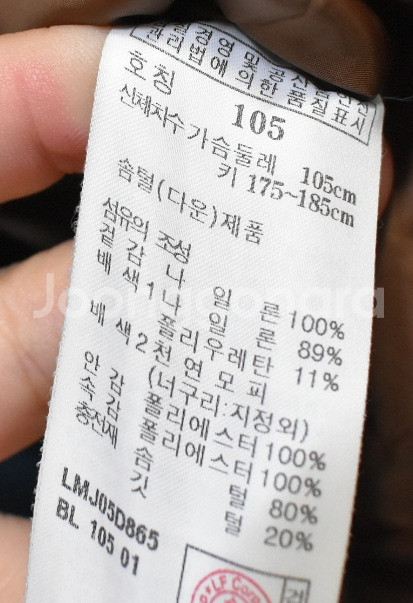 호칭 105
신체치수 가슴둘레 105cm
키 175~185cm
솜털(다운)제품
섬유의 조성
겉감 나일론 100%
배색1 나일론 89%
폴리우레탄 11%
배색2 천연모피
(너구리:지정외)
안감 폴리에스터 100%
속감 폴리에스터 100%
충전재 솜털 80%
깃털 20%
LMJ05D865
BL 105 01
Joonggonara
LF Corp